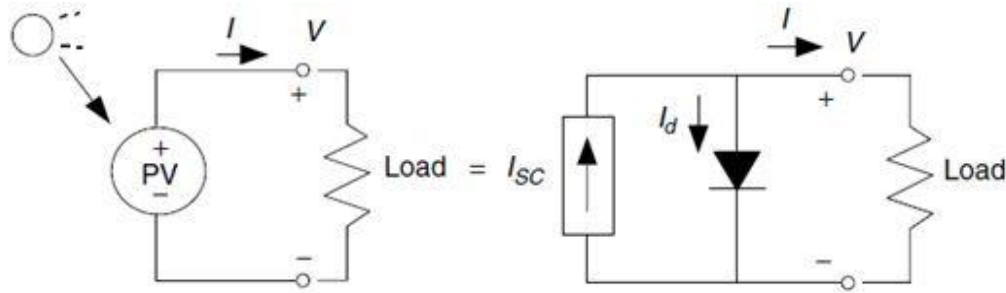 I V I V
+ +
+ PV − Load = I_SC I_d Load
− −